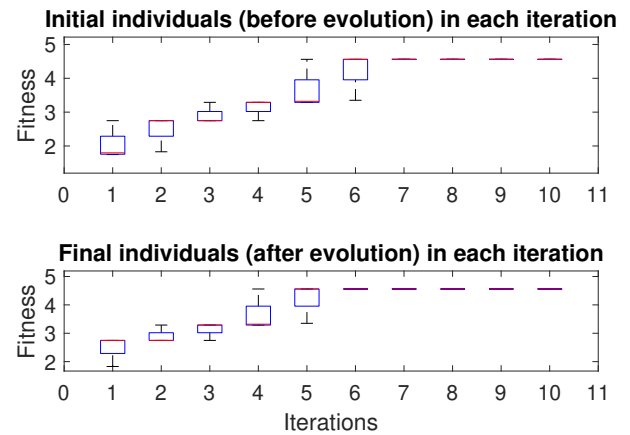 Initial individuals (before evolution) in each iteration
5
4
3
2
Fitness
0 1 2 3 4 5 6 7 8 9 10 11
Final individuals (after evolution) in each iteration
5
4
3
2
Fitness
0 1 2 3 4 5 6 7 8 9 10 11
Iterations